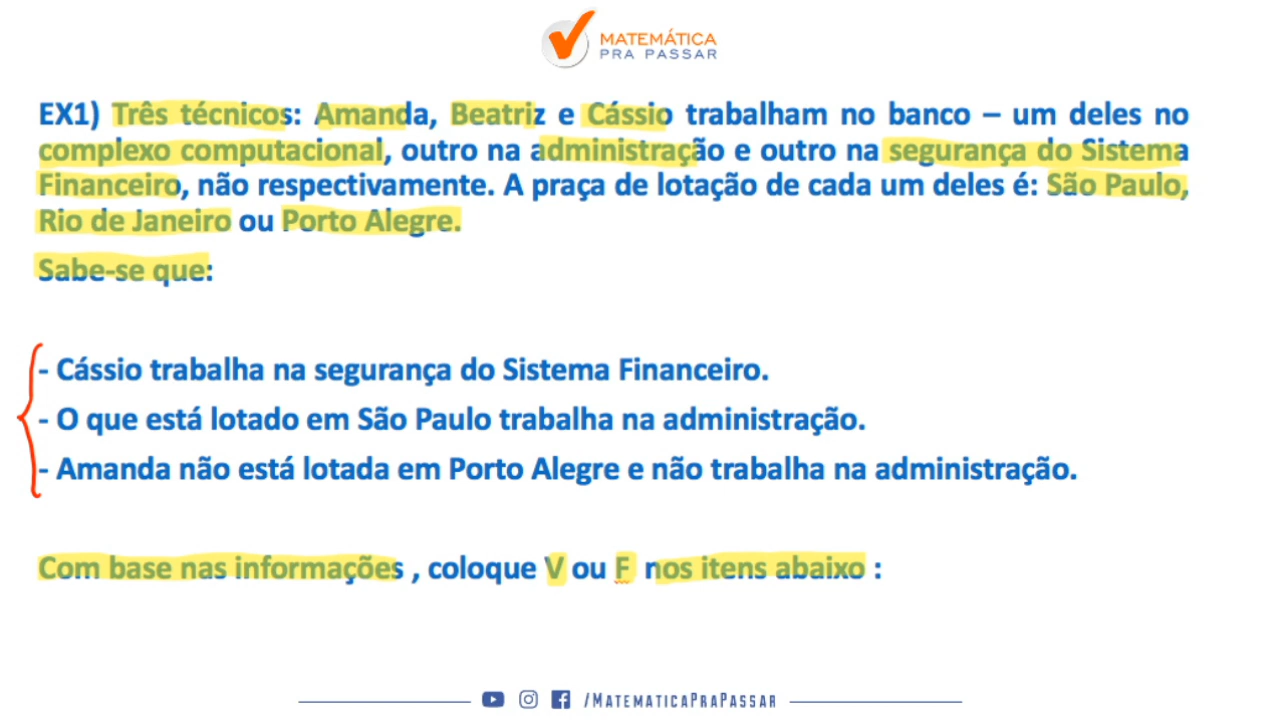 MATEMÁTICA
PRA PASSAR
EX1) Três técnicos: Amanda, Beatriz e Cássio trabalham no banco – um deles no
complexo computacional, outro na administração e outro na segurança do Sistema
Financeiro, não respectivamente. A praça de lotação de cada um deles é: São Paulo,
Rio de Janeiro ou Porto Alegre.
Sabe-se que:
- Cássio trabalha na segurança do Sistema Financeiro.
- O que está lotado em São Paulo trabalha na administração.
- Amanda não está lotada em Porto Alegre e não trabalha na administração.
Com base nas informações , coloque V ou F nos itens abaixo :
/MATEMATICAPRAPASSAR